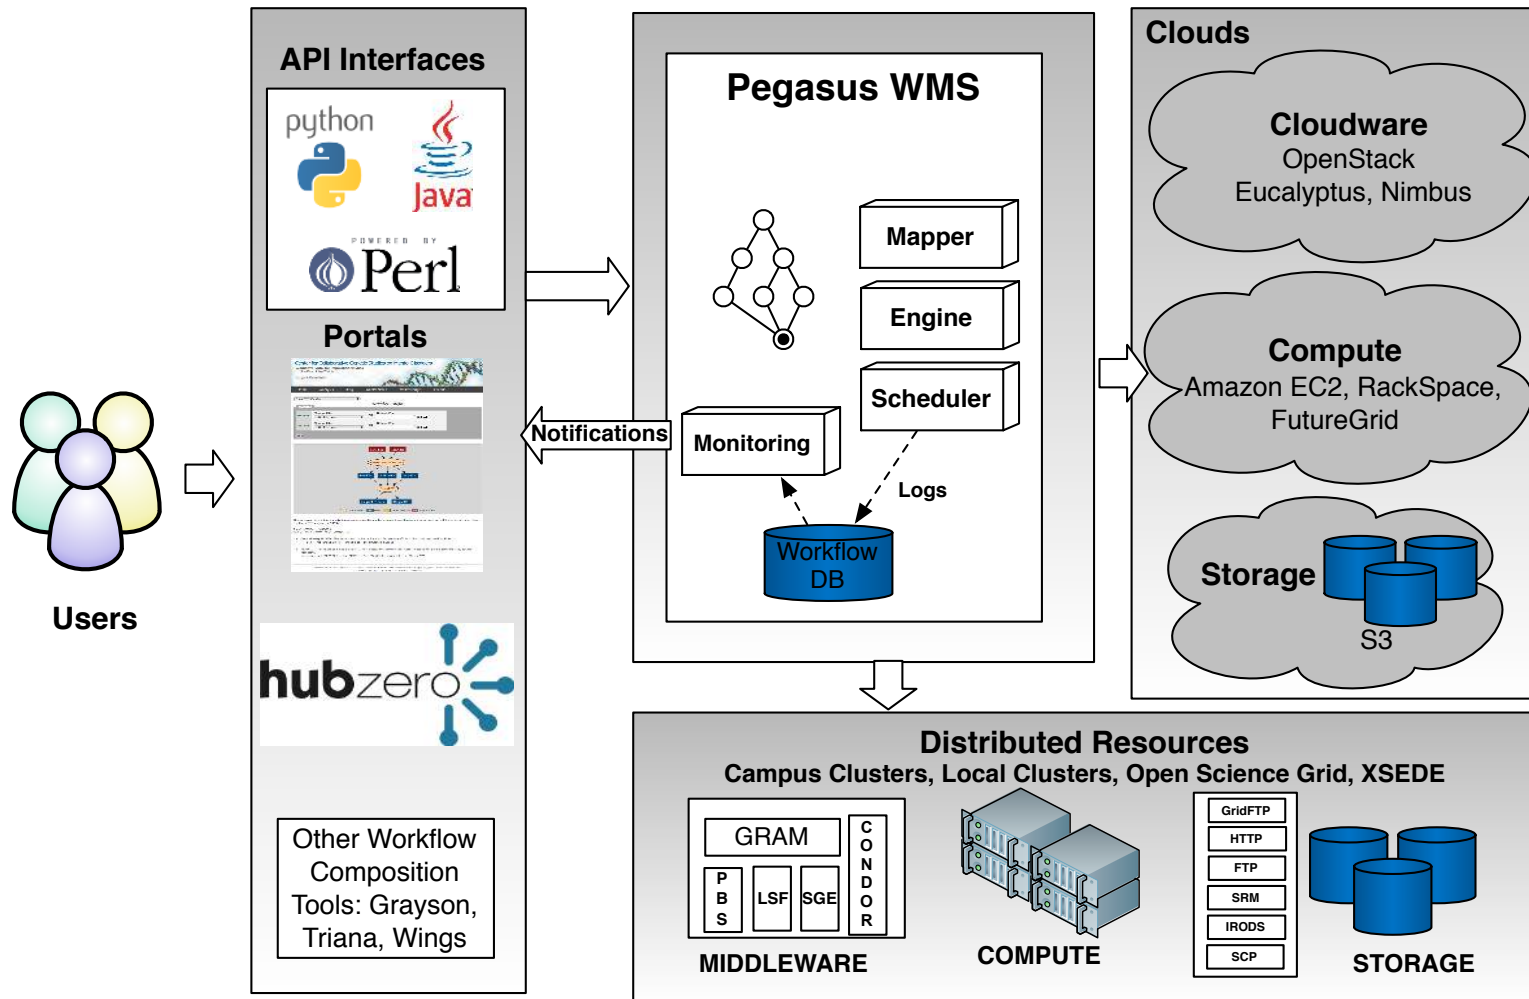 API Interfaces
python
Java
POWERED BY
Perl
Portals
hubzero
Other Workflow
Composition
Tools: Grayson,
Triana, Wings
Users
Notifications
Pegasus WMS
Mapper
Engine
Scheduler
Monitoring
Logs
Workflow
DB
Clouds
Cloudware
OpenStack
Eucalyptus, Nimbus
Compute
Amazon EC2, RackSpace,
FutureGrid
Storage
S3
Distributed Resources
Campus Clusters, Local Clusters, Open Science Grid, XSEDE
GRAM
PBS
LSF
SGE
CONDOR
MIDDLEWARE
COMPUTE
GridFTP
HTTP
FTP
SRM
IRODS
SCP
STORAGE